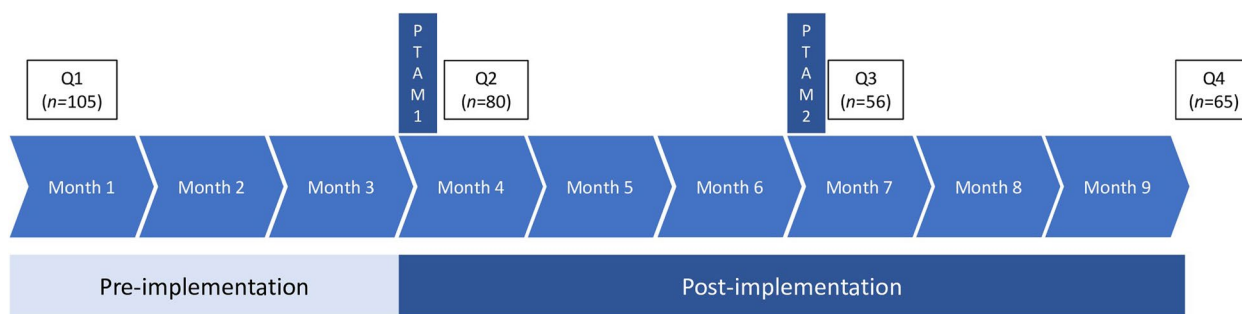 Q1
(n=105)
P
T
A
M
1
Q2
(n=80)
P
T
A
M
2
Q3
(n=56)
Q4
(n=65)
Month 1
Month 2
Month 3
Month 4
Month 5
Month 6
Month 7
Month 8
Month 9
Pre-implementation
Post-implementation